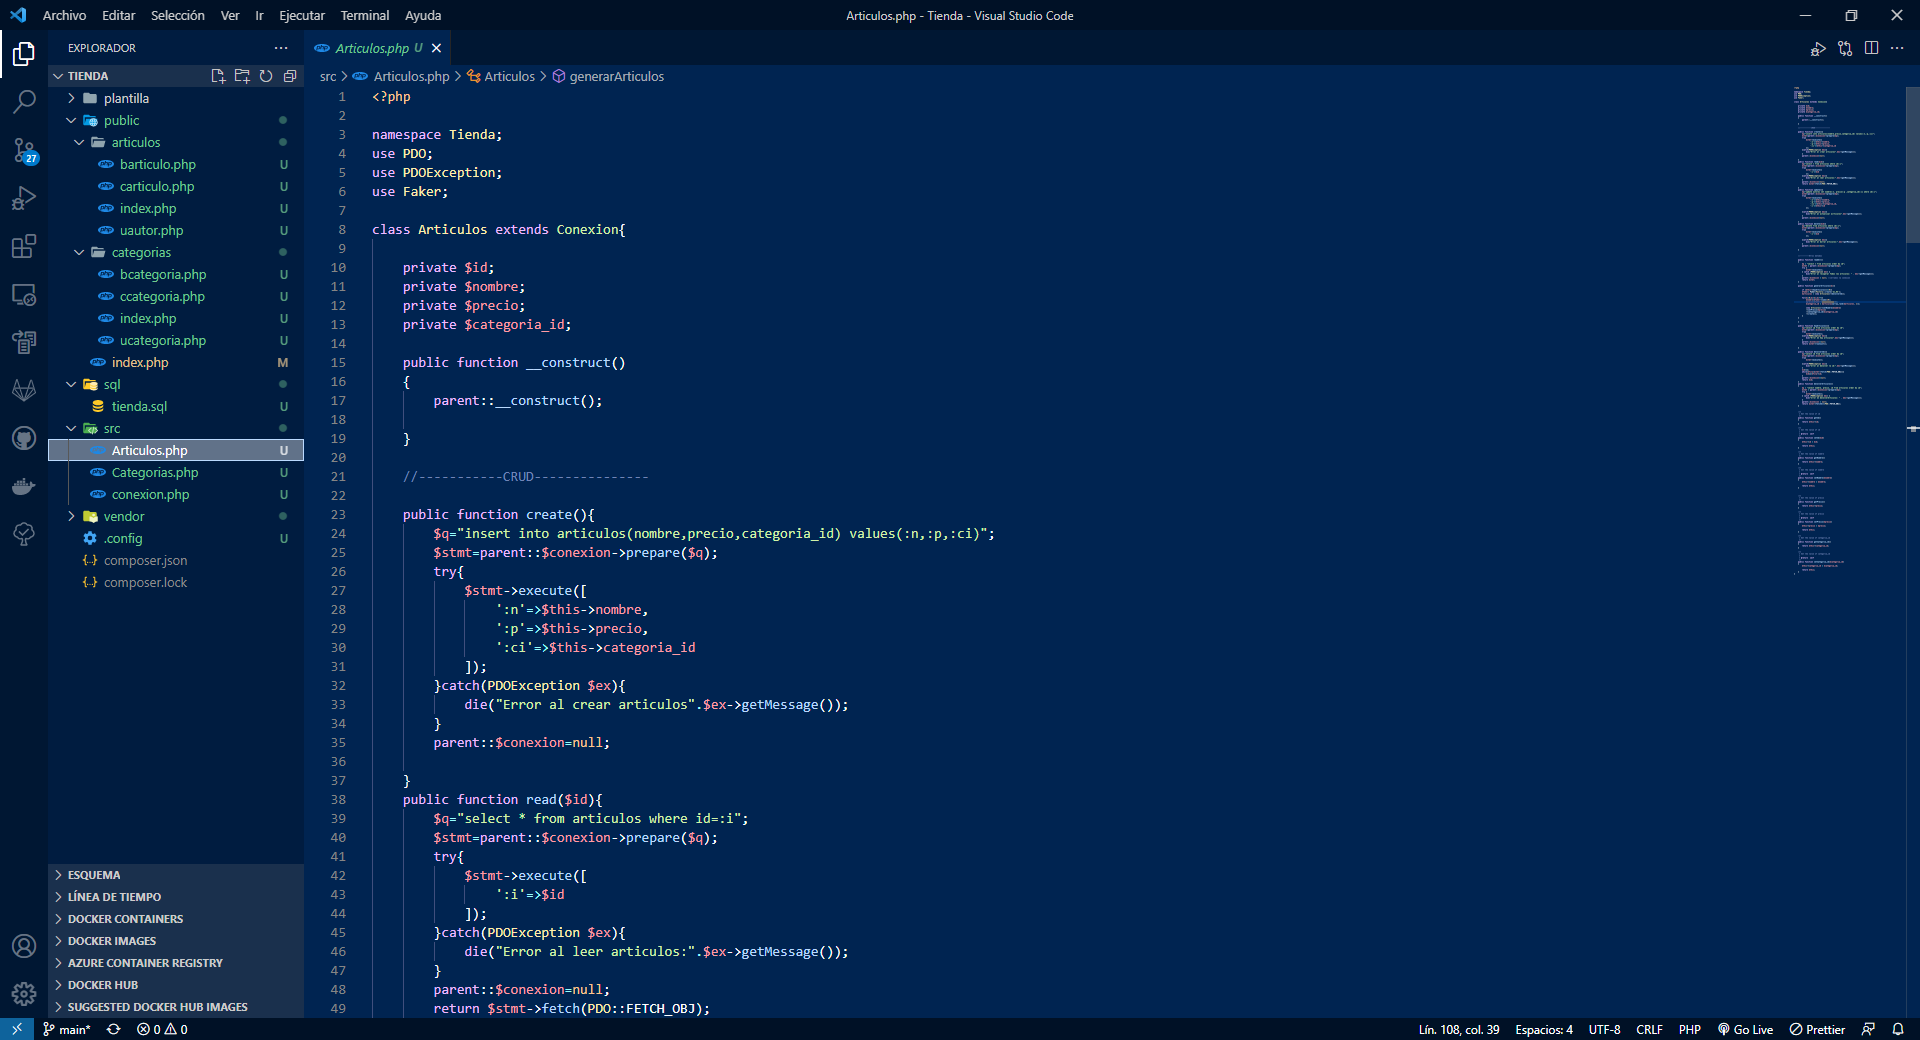 Archivo Editar Selección Ver Ir Ejecutar Terminal Ayuda
Articulos.php - Tienda - Visual Studio Code
EXPLORADOR
Articulos.php U
TIENDA
plantilla
public
articulos
barticulo.php U
carticulo.php U
index.php U
uautor.php U
categorias
bcategoria.php U
ccategoria.php U
index.php U
ucategoria.php U
index.php M
sql
tienda.sql U
src
Articulos.php U
Categorias.php U
conexion.php U
vendor
.config U
composer.json
composer.lock
27
ESQUEMA
LÍNEA DE TIEMPO
DOCKER CONTAINERS
DOCKER IMAGES
AZURE CONTAINER REGISTRY
DOCKER HUB
SUGGESTED DOCKER HUB IMAGES
src > Articulos.php > Articulos > generarArticulos
1 <?php
2
3 namespace Tienda;
4 use PDO;
5 use PDOException;
6 use Faker;
7
8 class Articulos extends Conexion{
9
10 private $id;
11 private $nombre;
12 private $precio;
13 private $categoria_id;
14
15 public function __construct()
16 {
17 parent::__construct();
18
19 }
20
21 //-----------CRUD---------------
22
23 public function create(){
24 $q="insert into articulos(nombre,precio,categoria_id) values(:n,:p,:ci)";
25 $stmt=parent::$conexion->prepare($q);
26 try{
27 $stmt->execute([
28 ':n'=>$this->nombre,
29 ':p'=>$this->precio,
30 ':ci'=>$this->categoria_id
31 ]);
32 }catch(PDOException $ex){
33 die("Error al crear articulos".$ex->getMessage());
34 }
35 parent::$conexion=null;
36
37 }
38 public function read($id){
39 $q="select * from articulos where id=:i";
40 $stmt=parent::$conexion->prepare($q);
41 try{
42 $stmt->execute([
43 ':i'=>$id
44 ]);
45 }catch(PDOException $ex){
46 die("Error al leer articulos:".$ex->getMessage());
47 }
48 parent::$conexion=null;
49 return $stmt->fetch(PDO::FETCH_OBJ);
main* 0 0
Lín. 108, col. 39 Espacios: 4 UTF-8 CRLF PHP Go Live Prettier